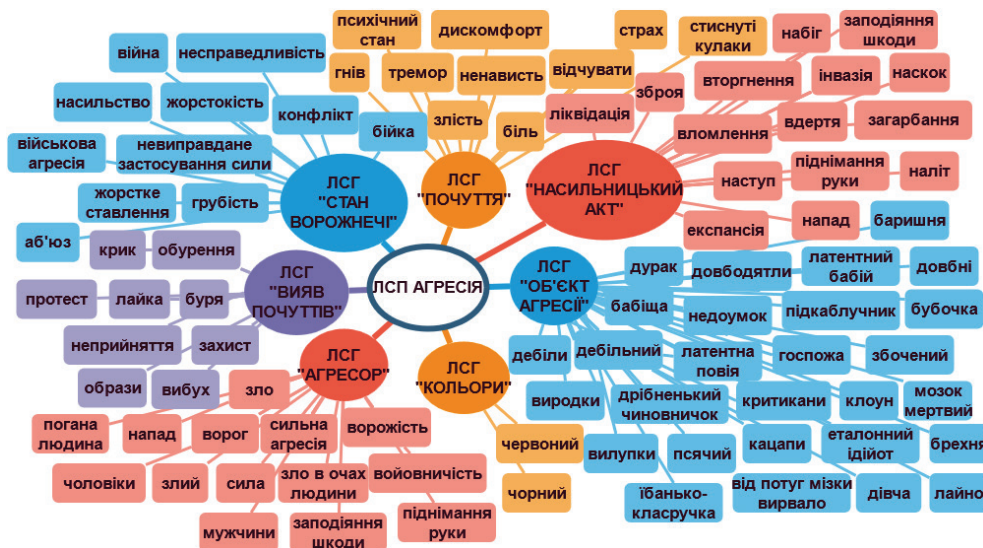 психічний
стан
дискомфорт
страх
стиснуті
кулаки
набіг
заподіяння
шкоди
війна
несправедливість
гнів
тремор
ненависть
відчувати
зброя
вторгнення
інвазія
наскок
насильство
жорстокість
конфлікт
бійка
злість
біль
ліквідація
вломлення
вдертя
загарбання
військова
агресія
невиправдане
застосування сили
ЛСГ
"СТАН
ВОРОЖНЕЧІ"
ЛСГ
"ПОЧУТТЯ"
ЛСГ
"НАСИЛЬНИЦЬКИЙ
АКТ"
наступ
піднімання
руки
наліт
жорстке
ставлення
грубість
експансія
напад
баришня
аб'юз
крик
обурення
ЛСГ
"ВИЯВ
ПОЧУТТІВ"
ЛСП АГРЕСІЯ
ЛСГ
"ОБ'ЄКТ
АГРЕСІЇ"
дурак
довбодятли
латентний
бабій
довбні
протест
лайка
буря
бабіща
недоумок
підкаблучник
бубочка
неприйняття
захист
ЛСГ
"АГРЕСОР"
ЛСГ
"КОЛЬОРИ"
дебіли
дебільний
латентна
повія
госпожа
збочений
образи
вибух
зло
виродки
дрібненький
чиновничок
критикани
клоун
мозок
мертвий
погана
людина
напад
ворог
сильна
агресія
ворожість
червоний
вилупки
псячий
кацапи
еталонний
ідійот
брехня
чоловіки
злий
сила
зло в очах
людини
войовничість
чорний
їбанько-
класручка
від потуг мізки
вирвало
дівча
лайно
мужчини
заподіяння
шкоди
піднімання
руки